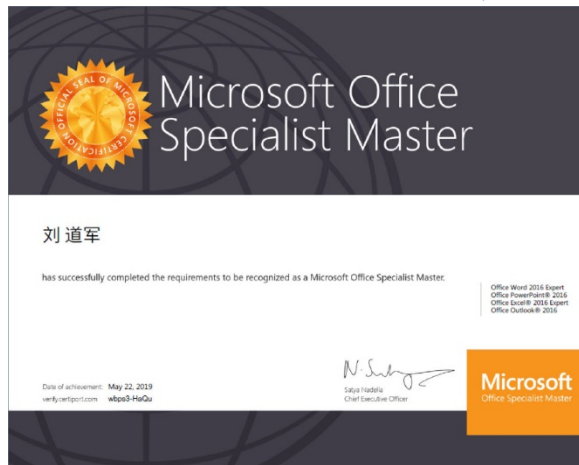 OFFICIAL SEAL OF MICROSOFT CERTIFICATION
Microsoft Office
Specialist Master
刘 道军
has successfully completed the requirements to be recognized as a Microsoft Office Specialist Master.
Office Word 2016 Expert
Office PowerPoint® 2016
Office Excel® 2016 Expert
Office Outlook® 2016
Date of achievement: May 22, 2019
verify.certiport.com wbps3-HaQu
Satya Nadella
Chief Executive Officer
Microsoft
Office Specialist Master